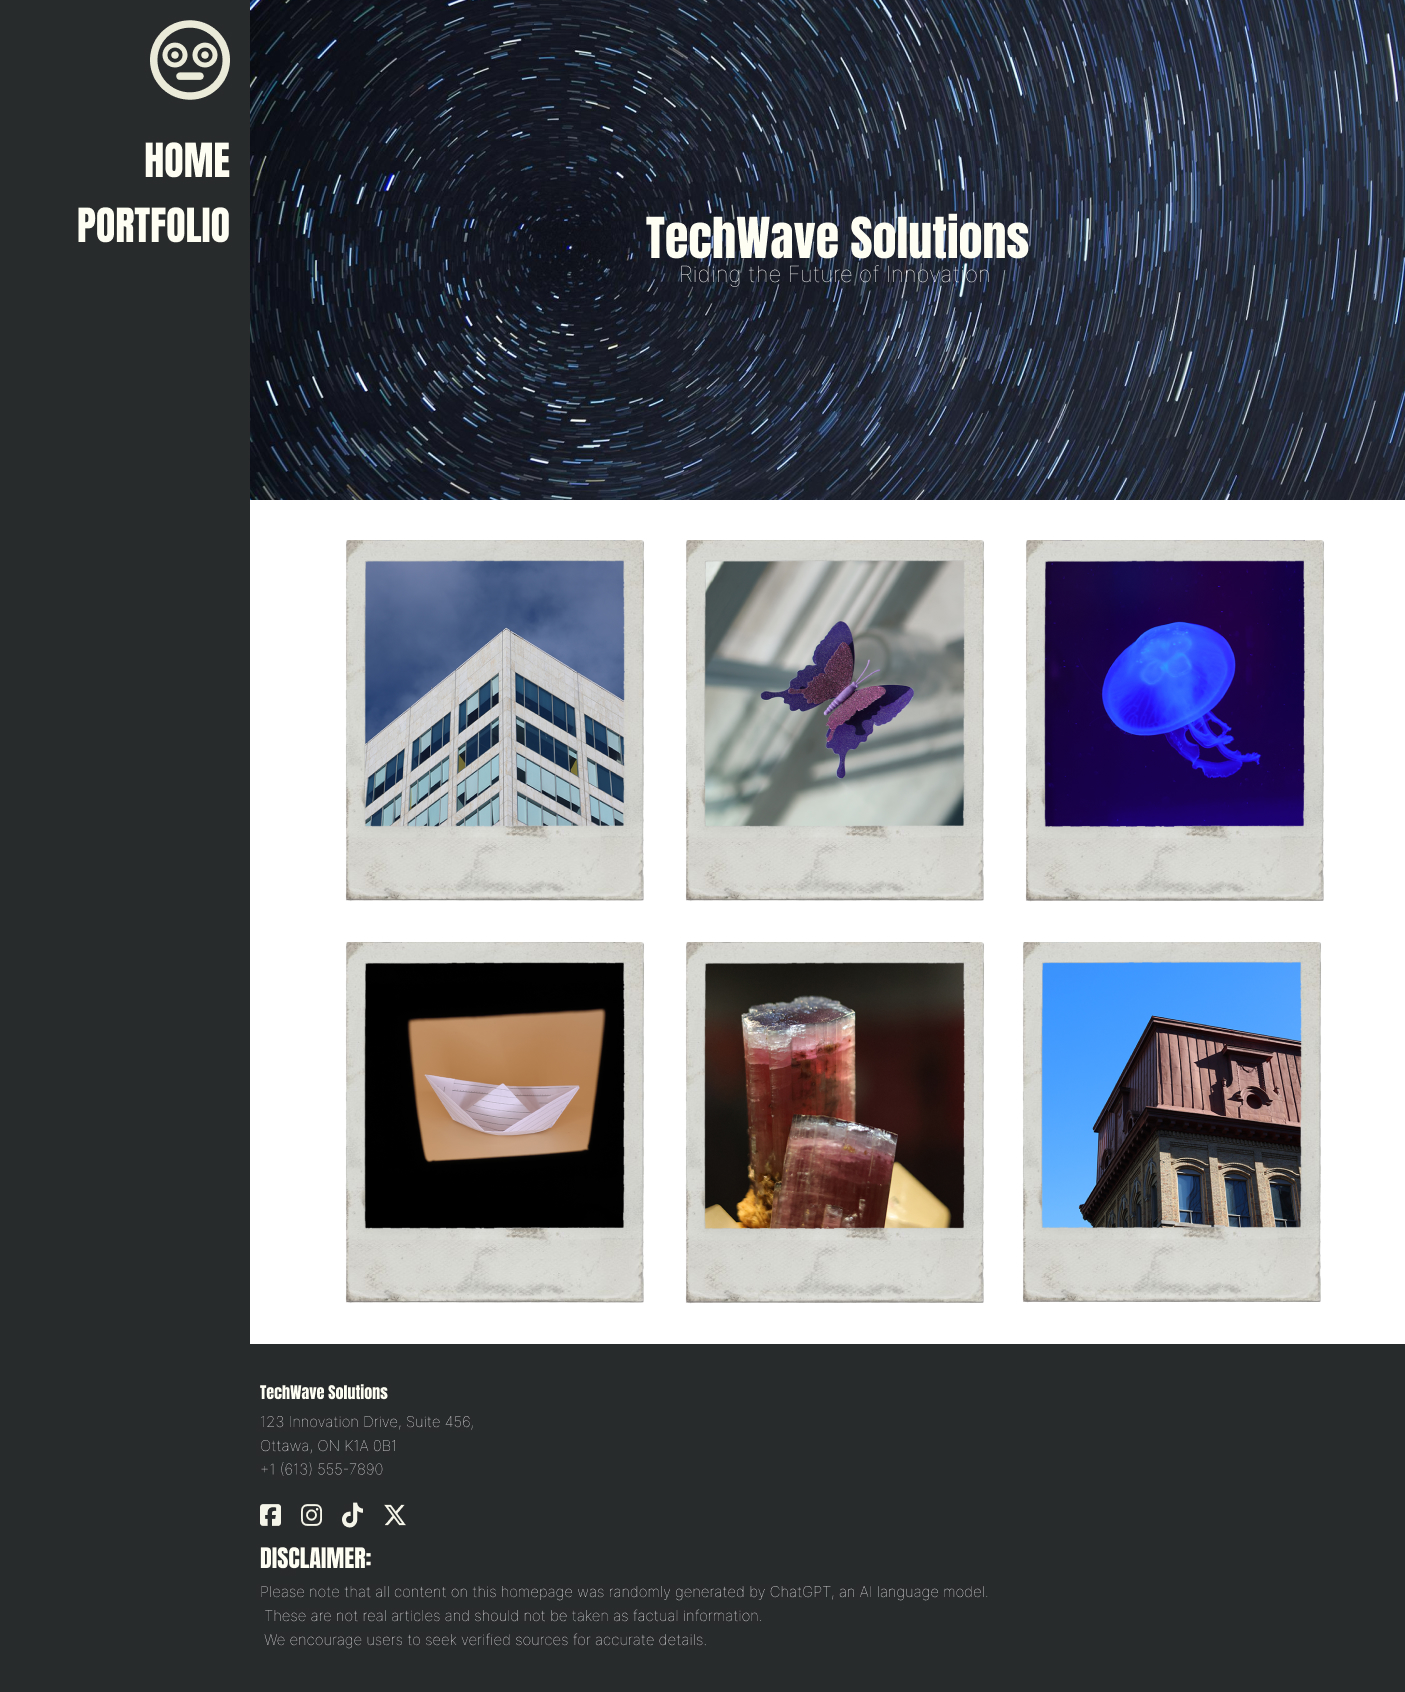 HOME
PORTFOLIO
TechWave Solutions
Riding the Future of Innovation
TechWave Solutions
123 Innovation Drive, Suite 456,
Ottawa, ON K1A 0B1
+1 (613) 555-7890
DISCLAIMER:
Please note that all content on this homepage was randomly generated by ChatGPT, an AI language model.
These are not real articles and should not be taken as factual information.
We encourage users to seek verified sources for accurate details.